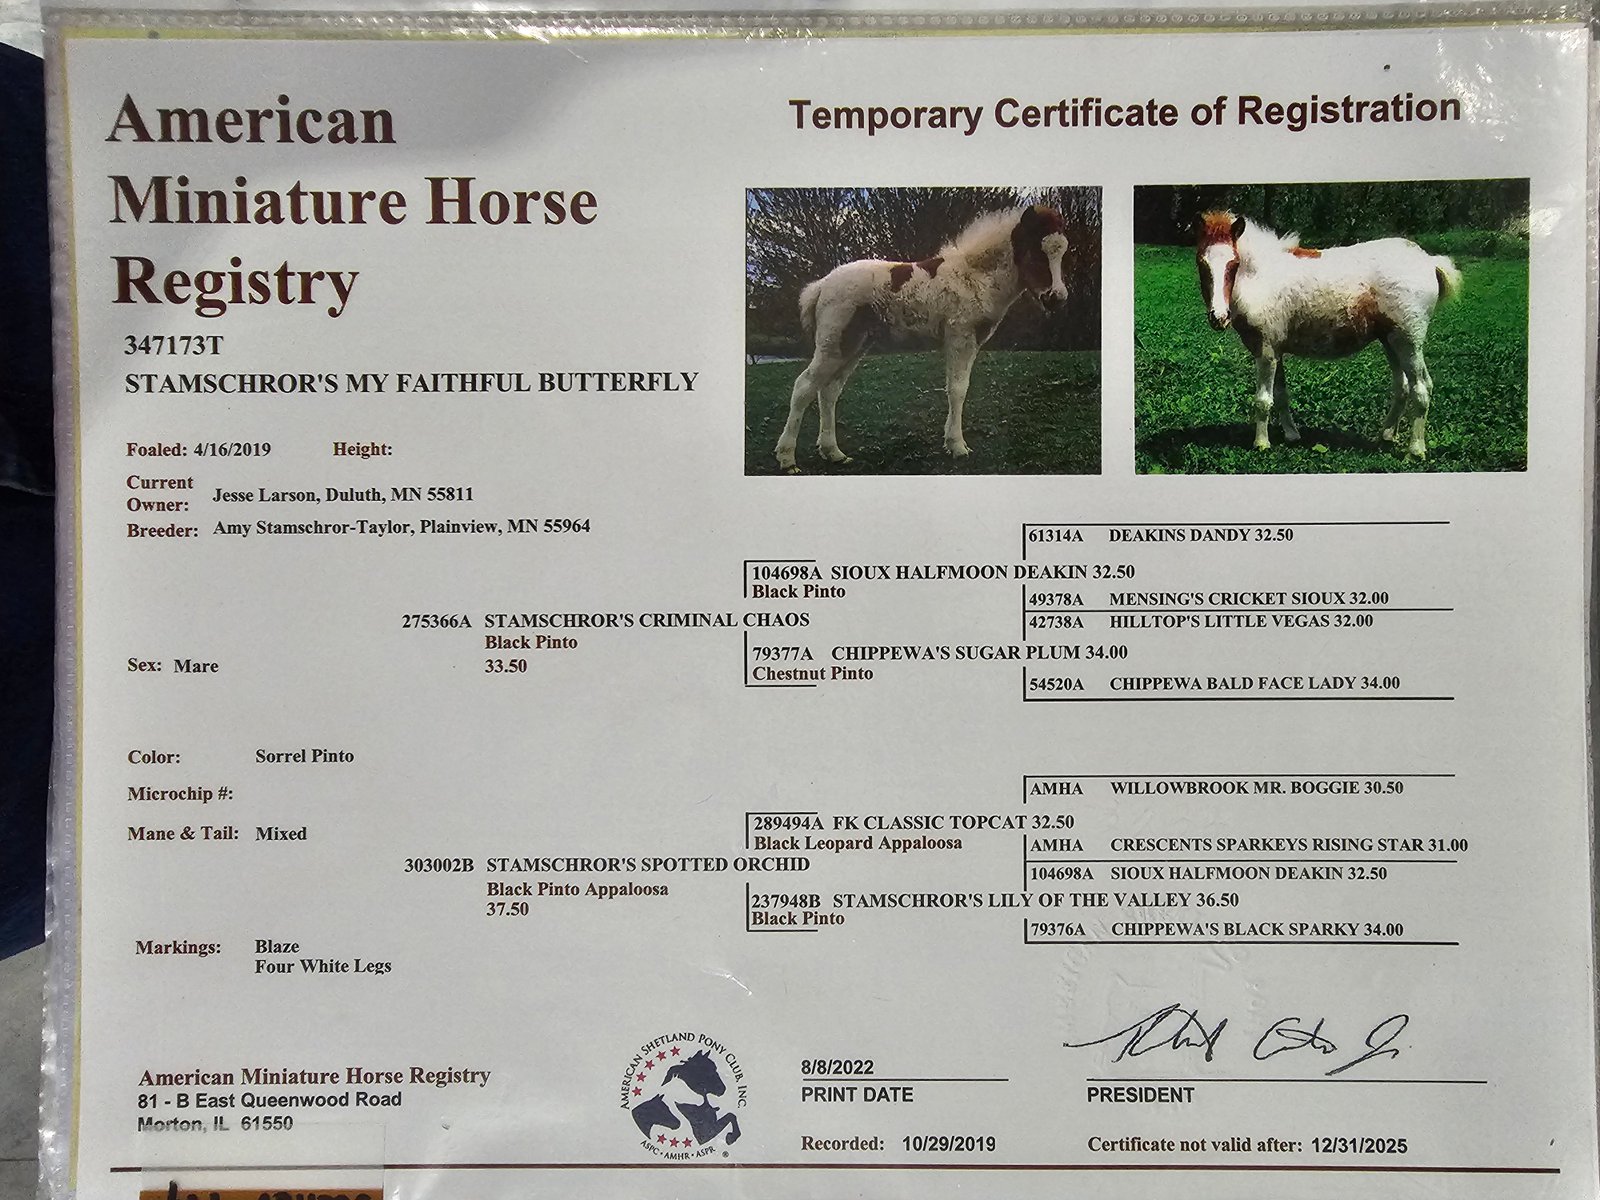 American
Miniature Horse
Registry
Temporary Certificate of Registration
347173T
STAMSCHROR'S MY FAITHFUL BUTTERFLY
Foaled: 4/16/2019 Height:
Current
Owner: Jesse Larson, Duluth, MN 55811
Breeder: Amy Stamschror-Taylor, Plainview, MN 55964
61314A DEAKINS DANDY 32.50
104698A SIOUX HALFMOON DEAKIN 32.50
Black Pinto
49378A MENSING'S CRICKET SIOUX 32.00
275366A STAMSCHROR'S CRIMINAL CHAOS
Black Pinto
33.50
42738A HILLTOP'S LITTLE VEGAS 32.00
79377A CHIPPEWA'S SUGAR PLUM 34.00
Chestnut Pinto
54520A CHIPPEWA BALD FACE LADY 34.00
Sex: Mare
Color: Sorrel Pinto
Microchip #:
Mane & Tail: Mixed
AMHA WILLOWBROOK MR. BOGGIE 30.50
289494A FK CLASSIC TOPCAT 32.50
Black Leopard Appaloosa
AMHA CRESCENTS SPARKEYS RISING STAR 31.00
303002B STAMSCHROR'S SPOTTED ORCHID
Black Pinto Appaloosa
37.50
104698A SIOUX HALFMOON DEAKIN 32.50
237948B STAMSCHROR'S LILY OF THE VALLEY 36.50
Black Pinto
79376A CHIPPEWA'S BLACK SPARKY 34.00
Markings: Blaze
Four White Legs
American Miniature Horse Registry
81 - B East Queenwood Road
Morton, IL 61550
AMERICAN SHETLAND PONY CLUB, INC.
ASPC • AMHR • ASPR ®
8/8/2022
PRINT DATE
PRESIDENT
Recorded: 10/29/2019
Certificate not valid after: 12/31/2025